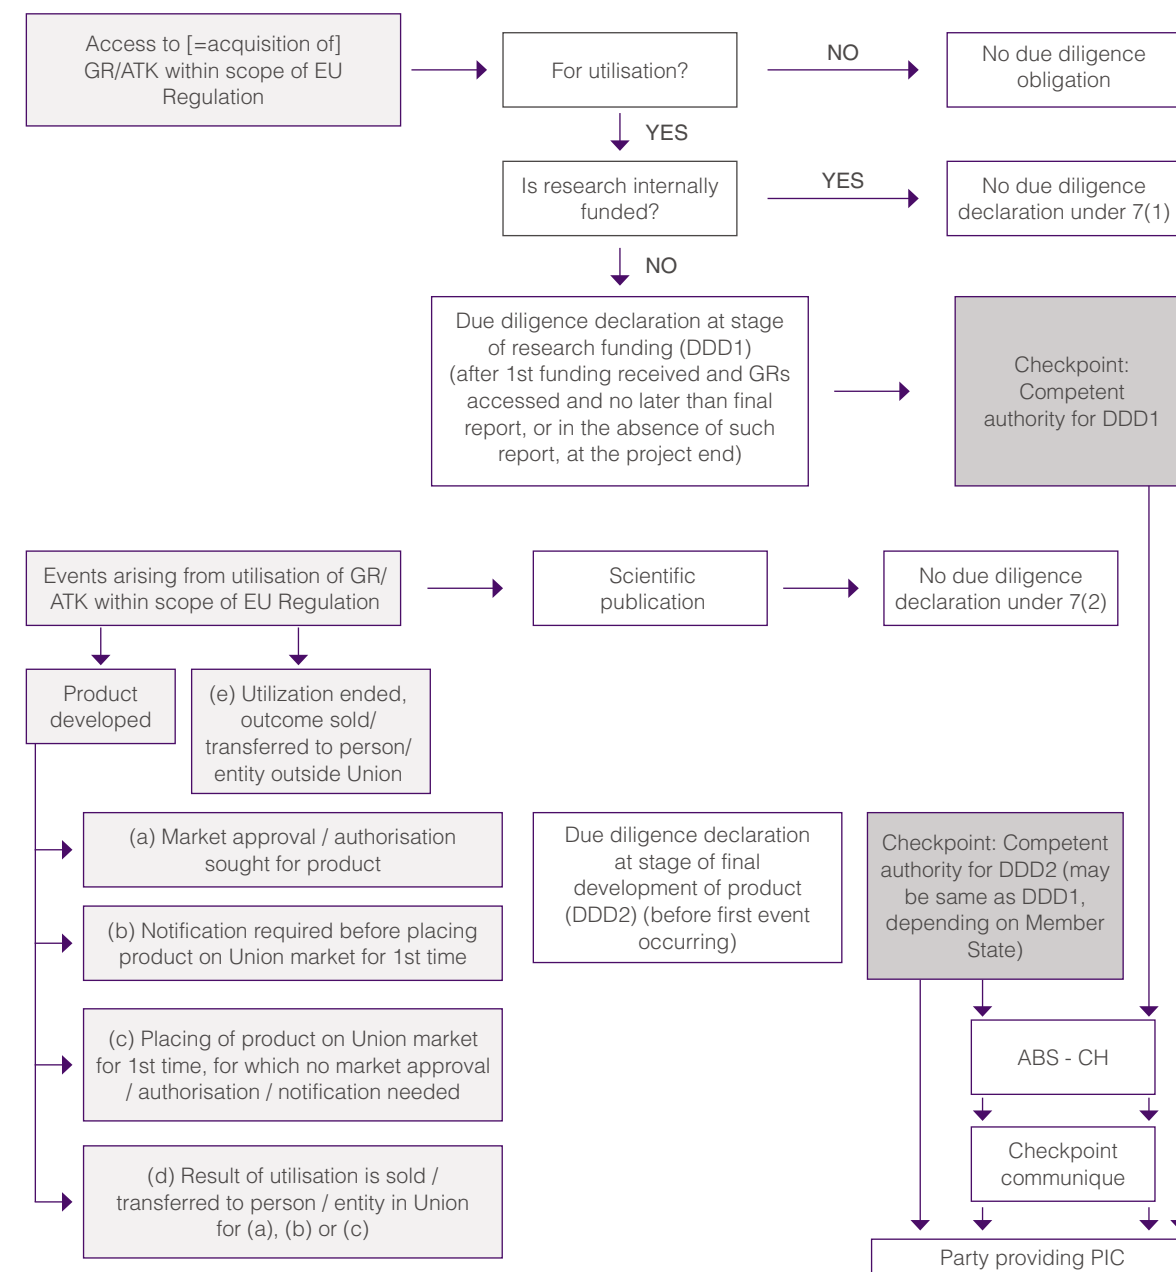 Access to [=acquisition of]
GR/ATK within scope of EU
Regulation
For utilisation?
NO
No due diligence
obligation
YES
Is research internally
funded?
YES
No due diligence
declaration under 7(1)
NO
Due diligence declaration at stage
of research funding (DDD1)
(after 1st funding received and GRs
accessed and no later than final
report, or in the absence of such
report, at the project end)
Checkpoint:
Competent
authority for DDD1
Events arising from utilisation of GR/
ATK within scope of EU Regulation
Scientific
publication
No due diligence
declaration under 7(2)
Product
developed
(e) Utilization ended,
outcome sold/
transferred to person/
entity outside Union
(a) Market approval / authorisation
sought for product
(b) Notification required before placing
product on Union market for 1st time
(c) Placing of product on Union market
for 1st time, for which no market approval
/ authorisation / notification needed
(d) Result of utilisation is sold /
transferred to person / entity in Union
for (a), (b) or (c)
Due diligence declaration
at stage of final
development of product
(DDD2) (before first event
occurring)
Checkpoint: Competent
authority for DDD2 (may
be same as DDD1,
depending on Member
State)
ABS - CH
Checkpoint
communique
Party providing PIC